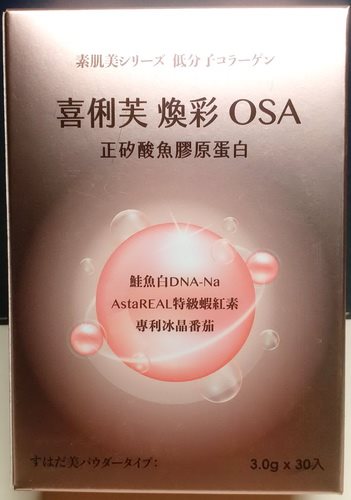 素肌美シリーズ 低分子コラーゲン
喜俐芙 煥彩 OSA
正矽酸魚膠原蛋白
鮭魚白DNA-Na
AstaREAL特級蝦紅素
專利冰晶番茄
すはだ美パウダータイプ：
3.0g x 30入